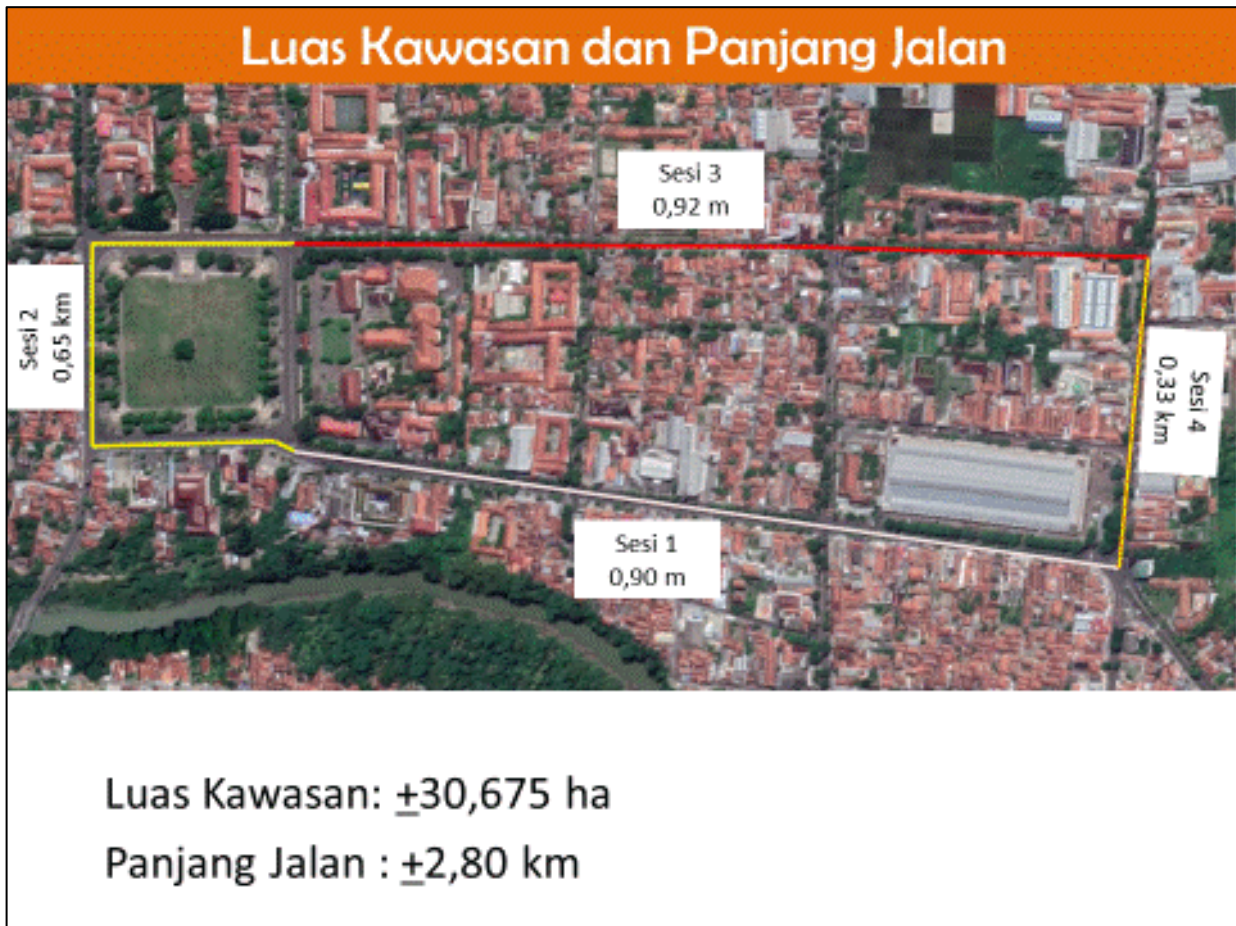 Luas Kawasan dan Panjang Jalan
Sesi 3
0,92 m
Sesi 2
0,65 km
Sesi 4
0,33 km
Sesi 1
0,90 m
Luas Kawasan: ±30,675 ha
Panjang Jalan : ±2,80 km